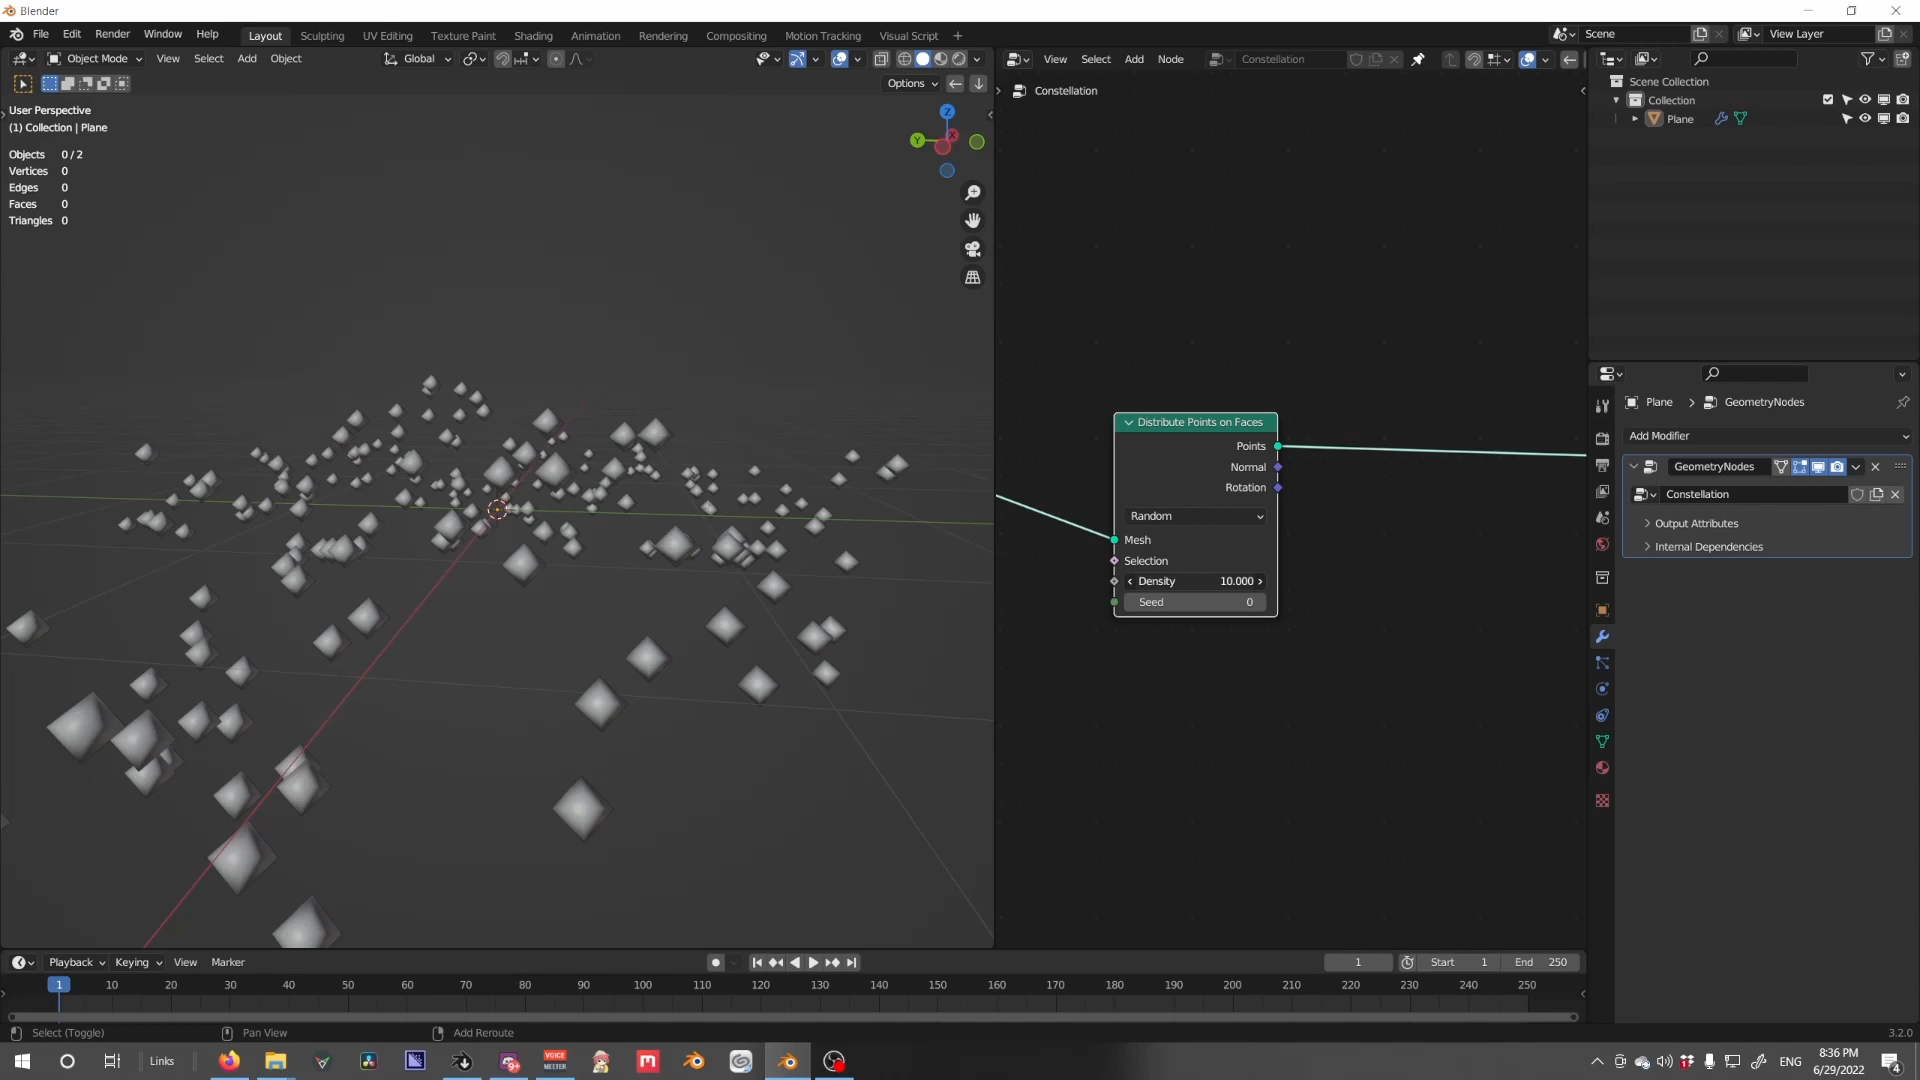 Blender
File Edit Render Window Help
Layout Sculpting UV Editing Texture Paint Shading Animation Rendering Compositing Motion Tracking Visual Script +
Scene
View Layer
Object Mode View Select Add Object
Global
Options
View Select Add Node
Constellation
User Perspective
(1) Collection | Plane
Objects 0/2
Vertices 0
Edges 0
Faces 0
Triangles 0
Z
Y
X
Constellation
Distribute Points on Faces
Points
Normal
Rotation
Random
Mesh
Selection
Density 10.000
Seed 0
Scene Collection
Collection
Plane
Plane > GeometryNodes
Add Modifier
GeometryNodes
Constellation
Output Attributes
Internal Dependencies
Playback Keying View Marker
1
Start 1
End 250
1 10 20 30 40 50 60 70 80 90 100 110 120 130 140 150 160 170 180 190 200 210 220 230 240 250
Select (Toggle)
Pan View
Add Reroute
3.2.0
Links
9+
VOICE
MEETER
ENG
8:36 PM
6/29/2022
4